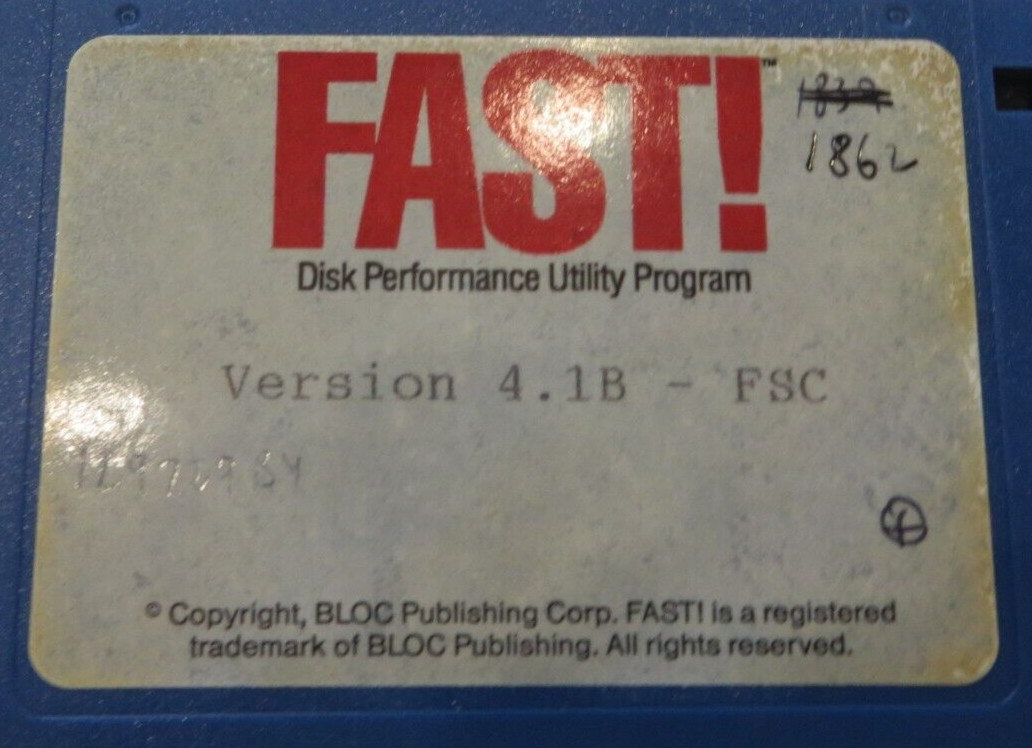 FAST!™
1862
Disk Performance Utility Program
Version 4.1B - FSC
© Copyright, BLOC Publishing Corp. FAST! is a registered
trademark of BLOC Publishing. All rights reserved.